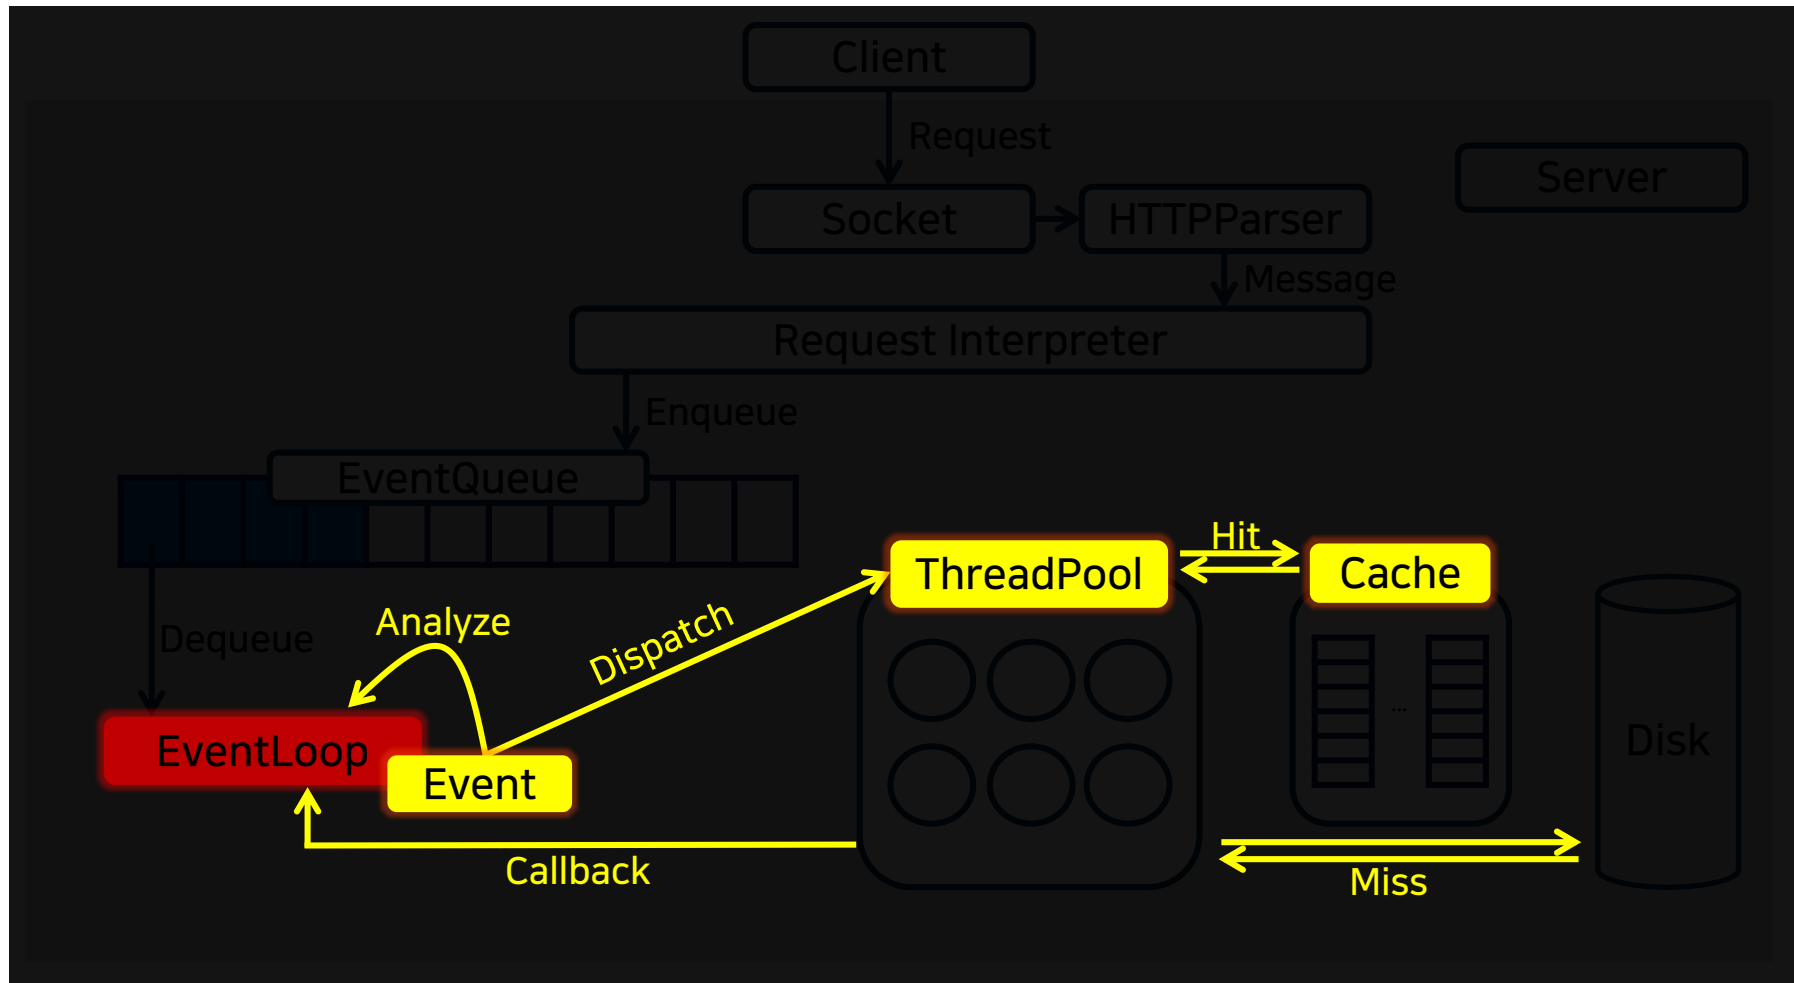 Client
Request
Server
Socket
HTTPParser
Message
Request Interpreter
Enqueue
EventQueue
Hit
ThreadPool
Cache
Analyze
Dispatch
Dequeue
...
EventLoop
Event
Disk
Callback
Miss